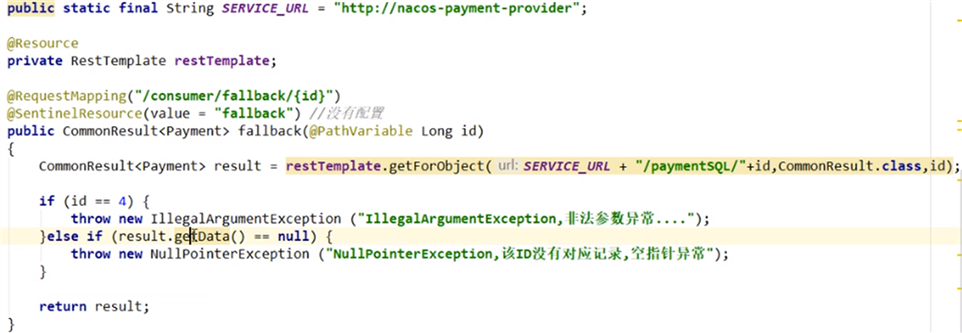 public static final String SERVICE_URL = "http://nacos-payment-provider";
@Resource
private RestTemplate restTemplate;
@RequestMapping("/consumer/fallback/{id}")
@SentinelResource(value = "fallback") //没有配置
public CommonResult<Payment> fallback(@PathVariable Long id)
{
CommonResult<Payment> result = restTemplate.getForObject( url: SERVICE_URL + "/paymentSQL/"+id,CommonResult.class,id);
if (id == 4) {
throw new IllegalArgumentException ("IllegalArgumentException,非法参数异常....");
}else if (result.getData() == null) {
throw new NullPointerException ("NullPointerException,该ID没有对应记录,空指针异常");
}
return result;
}